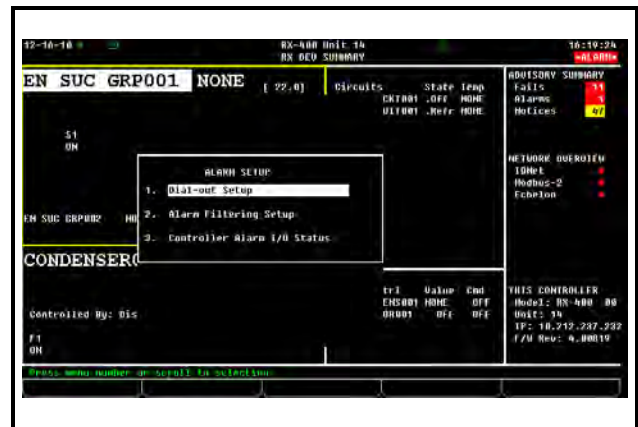 12-16-10
RX-400 Unit 14
16:19:24
RX DEV SUMMARY
*ALARM*
EN SUC GRP001 NONE [ 22.0]
Circuits State Temp
CKT001 .OFF NONE
UIT001 .Refr NONE
S1
ON
ADVISORY SUMMARY
Fails 11
Alarms 1
Notices 47
NETWORK OVERVIEW
IONet
Modbus-2
Echelon
ALARM SETUP
1. Dial-out Setup
2. Alarm Filtering Setup
3. Controller Alarm I/O Status
EN SUC GRP002
CONDENSER
Controlled By: Dis
F1
ON
trl Value Cmd
ENS001 NONE OFF
OFF OFF
THIS CONTROLLER
Model: RX-400 00
Unit: 14
IP: 10.212.237.232
F/W Rev: 4.00B19
Press menu number or scroll to selection